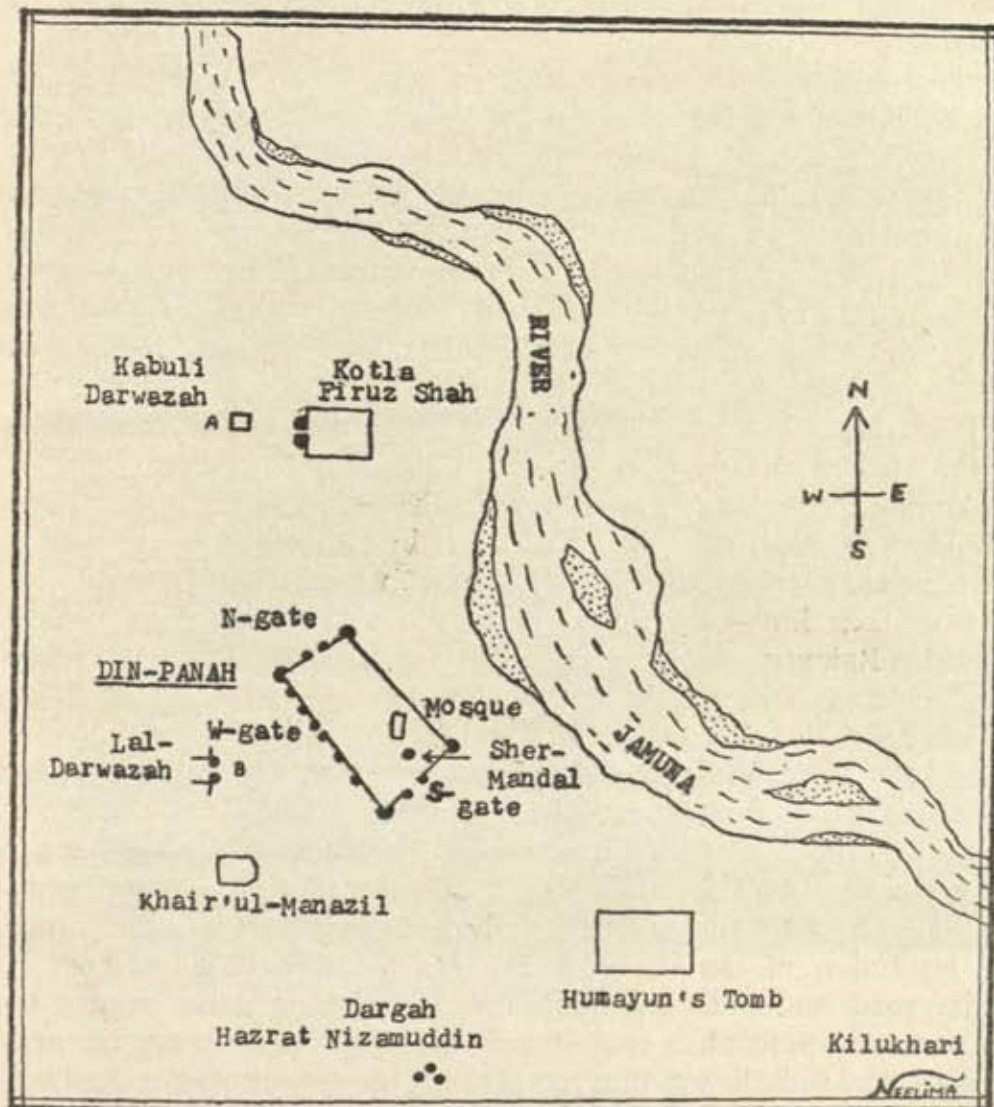 RIVER
Kabuli
Darwazah
A
Kotla
Firuz Shah
N
W
E
S
N-gate
DIN-PANAH
W-gate
Mosque
Lal-
Darwazah
B
Sher-
Mandal
S-
gate
JAMUNA
Khair'ul-Manazil
Humayun's Tomb
Dargah
Hazrat Nizamuddin
Kilukhari
NEELIMA